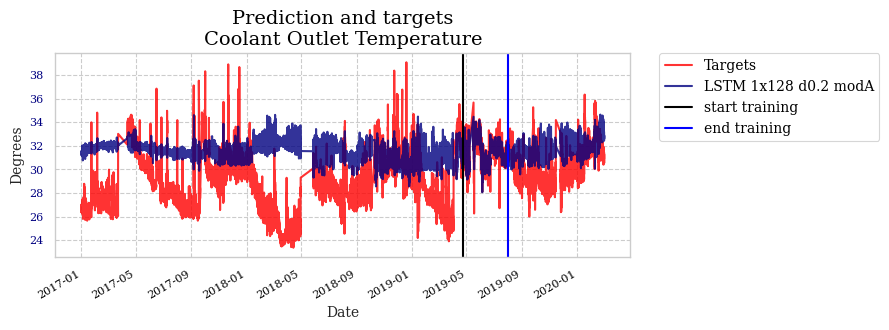 Prediction and targets
Coolant Outlet Temperature
Targets
LSTM 1x128 d0.2 modA
start training
end training
Degrees
38
36
34
32
30
28
26
24
2017-01
2017-05
2017-09
2018-01
2018-05
2018-09
2019-01
2019-05
2019-09
2020-01
Date